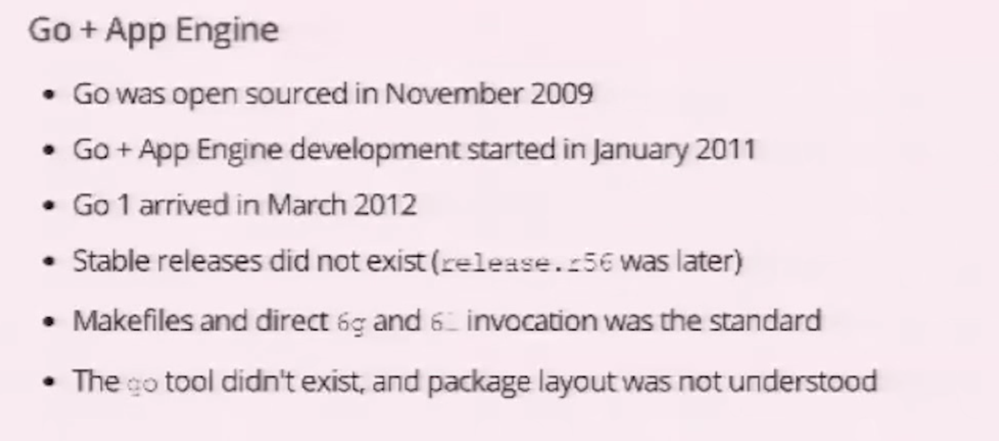 Go + App Engine
• Go was open sourced in November 2009
• Go + App Engine development started in January 2011
• Go 1 arrived in March 2012
• Stable releases did not exist (release.r56 was later)
• Makefiles and direct 6g and invocation was the standard
• The go tool didn't exist, and package layout was not understood